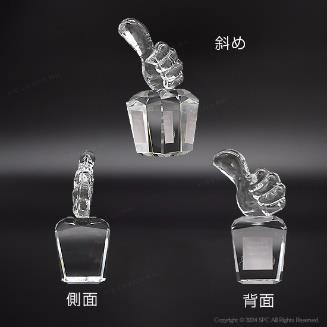 斜め
側面
背面
Copyright © 2024 SPC All Rights Reserved.